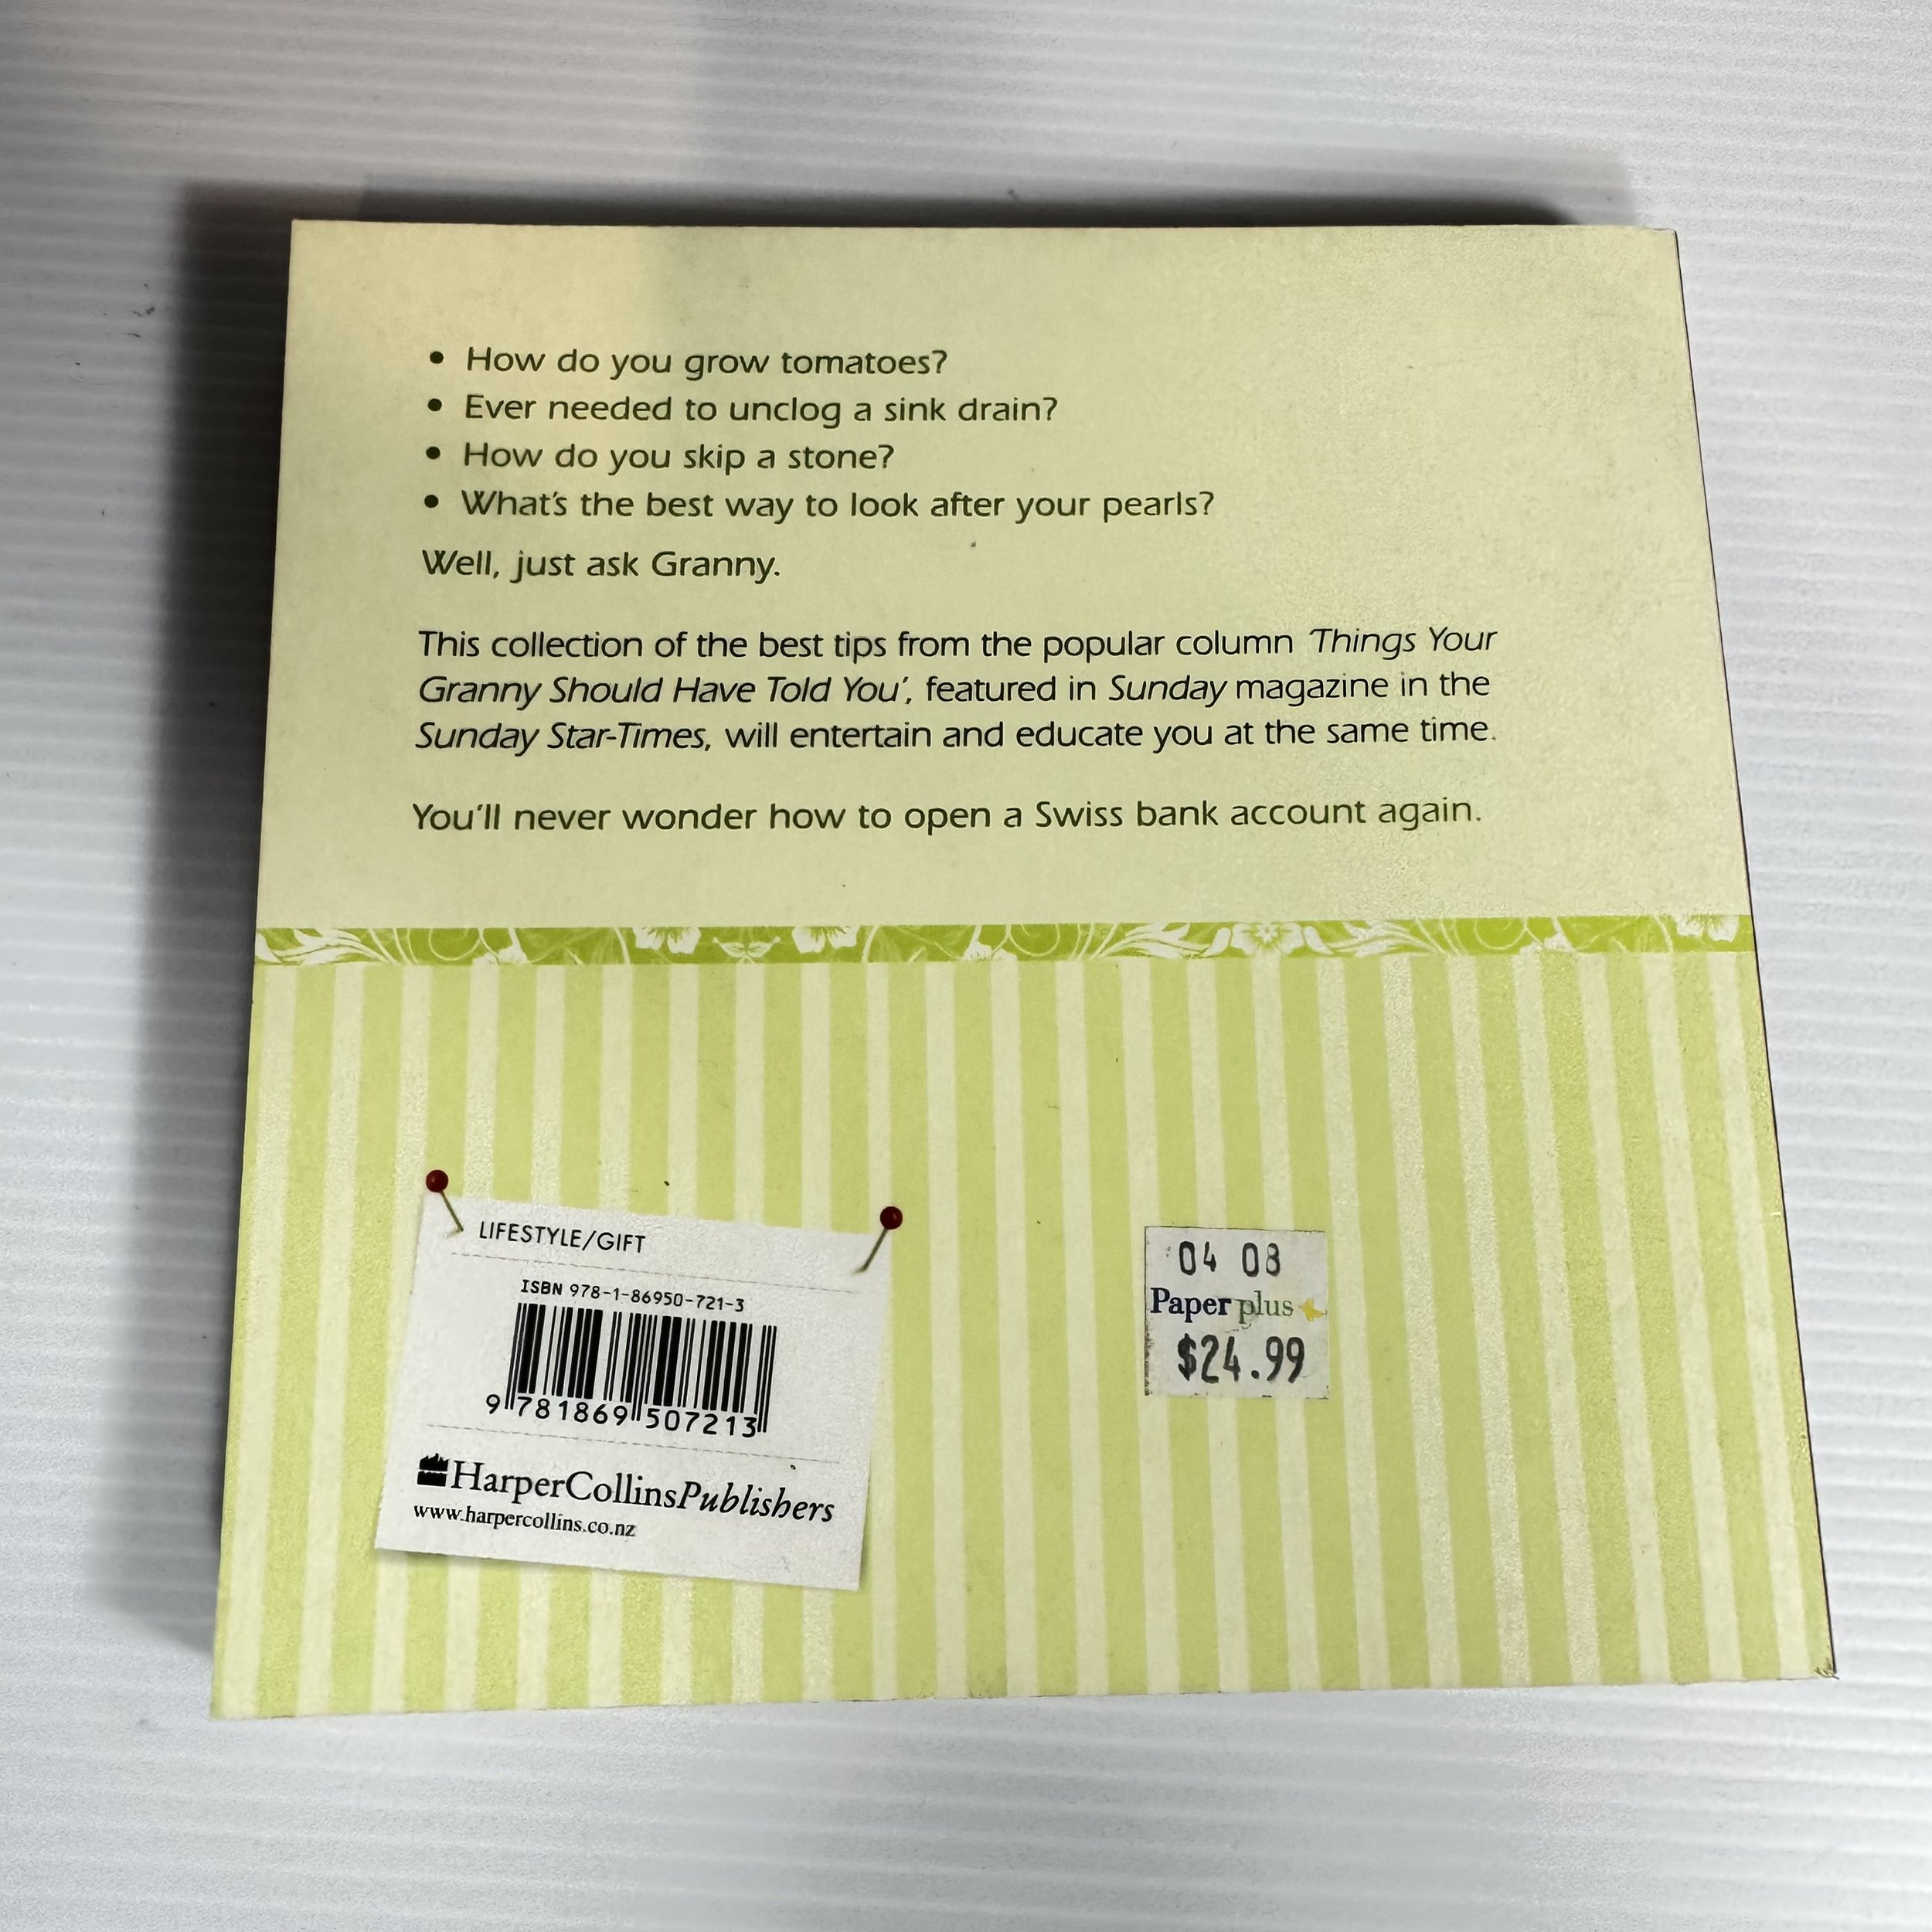 • How do you grow tomatoes?
• Ever needed to unclog a sink drain?
• How do you skip a stone?
• What's the best way to look after your pearls?
Well, just ask Granny.
This collection of the best tips from the popular column 'Things Your
Granny Should Have Told You', featured in Sunday magazine in the
Sunday Star-Times, will entertain and educate you at the same time.
You'll never wonder how to open a Swiss bank account again.
LIFESTYLE/GIFT
ISBN 978-1-86950-721-3
9 781869 507213
HarperCollinsPublishers
www.harpercollins.co.nz
04 08
Paper plus
$24.99